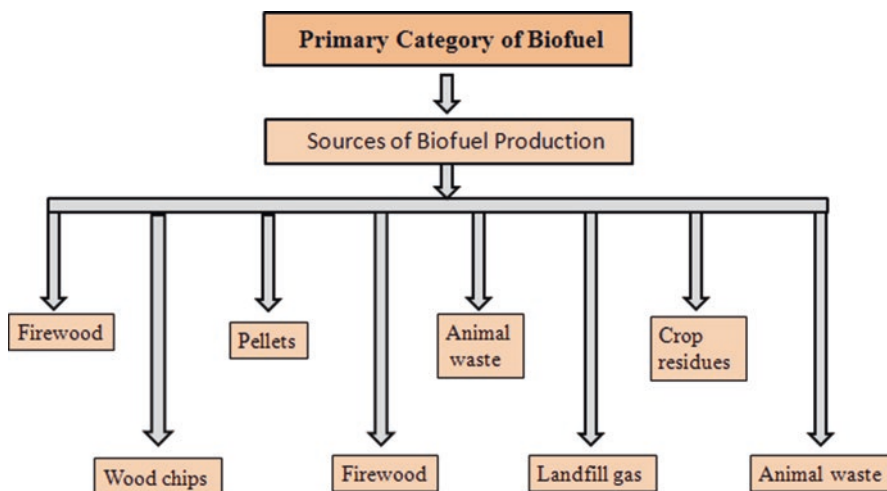 Primary Category of Biofuel
Sources of Biofuel Production
Firewood
Pellets
Animal
waste
Crop
residues
Wood chips
Firewood
Landfill gas
Animal waste